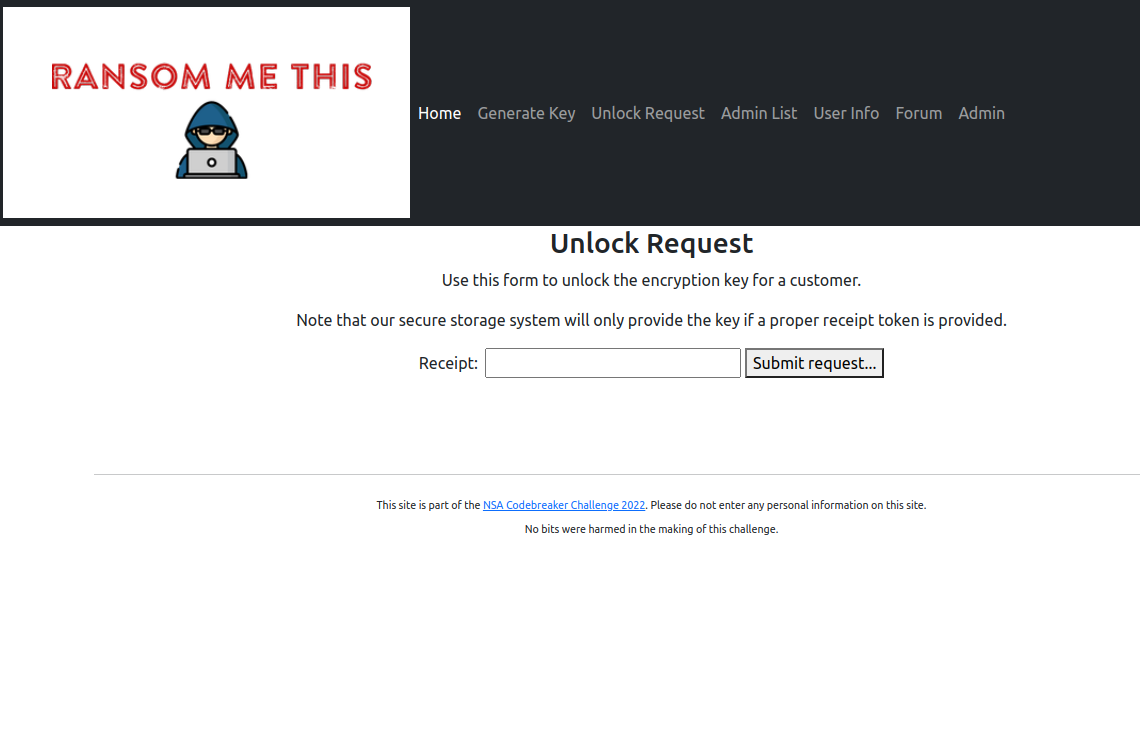 RANSOM ME THIS
Home Generate Key Unlock Request Admin List User Info Forum Admin
Unlock Request
Use this form to unlock the encryption key for a customer.
Note that our secure storage system will only provide the key if a proper receipt token is provided.
Receipt: Submit request...
This site is part of the NSA Codebreaker Challenge 2022. Please do not enter any personal information on this site.
No bits were harmed in the making of this challenge.